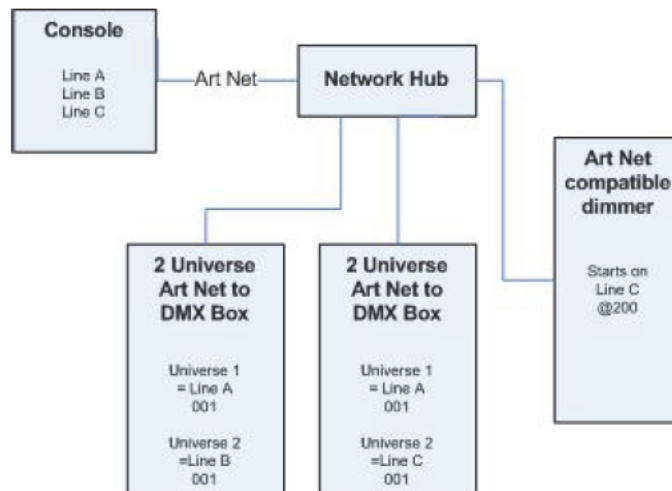 Console
Line A
Line B
Line C
Art Net
Network Hub
Art Net
compatible
dimmer
Starts on
Line C
@200
2 Universe
Art Net to
DMX Box
Universe 1
= Line A
001
Universe 2
=Line B
001
2 Universe
Art Net to
DMX Box
Universe 1
= Line A
001
Universe 2
=Line C
001